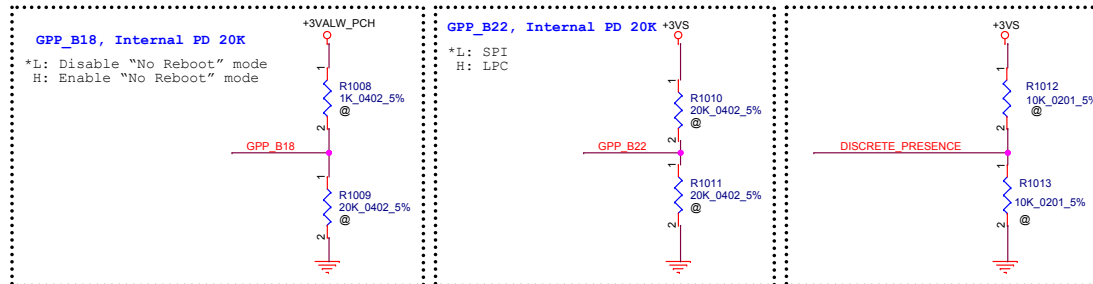 +3VALW_PCH
GPP_B18, Internal PD 20K
*L: Disable “No Reboot” mode
H: Enable “No Reboot” mode
1
R1008
1K_0402_5%
@
2
GPP_B18
1
R1009
20K_0402_5%
@
2
GPP_B22, Internal PD 20K
+3VS
*L: SPI
H: LPC
1
R1010
20K_0402_5%
@
2
GPP_B22
1
R1011
20K_0402_5%
@
2
+3VS
1
R1012
10K_0201_5%
@
2
DISCRETE_PRESENCE
1
R1013
10K_0201_5%
@
2